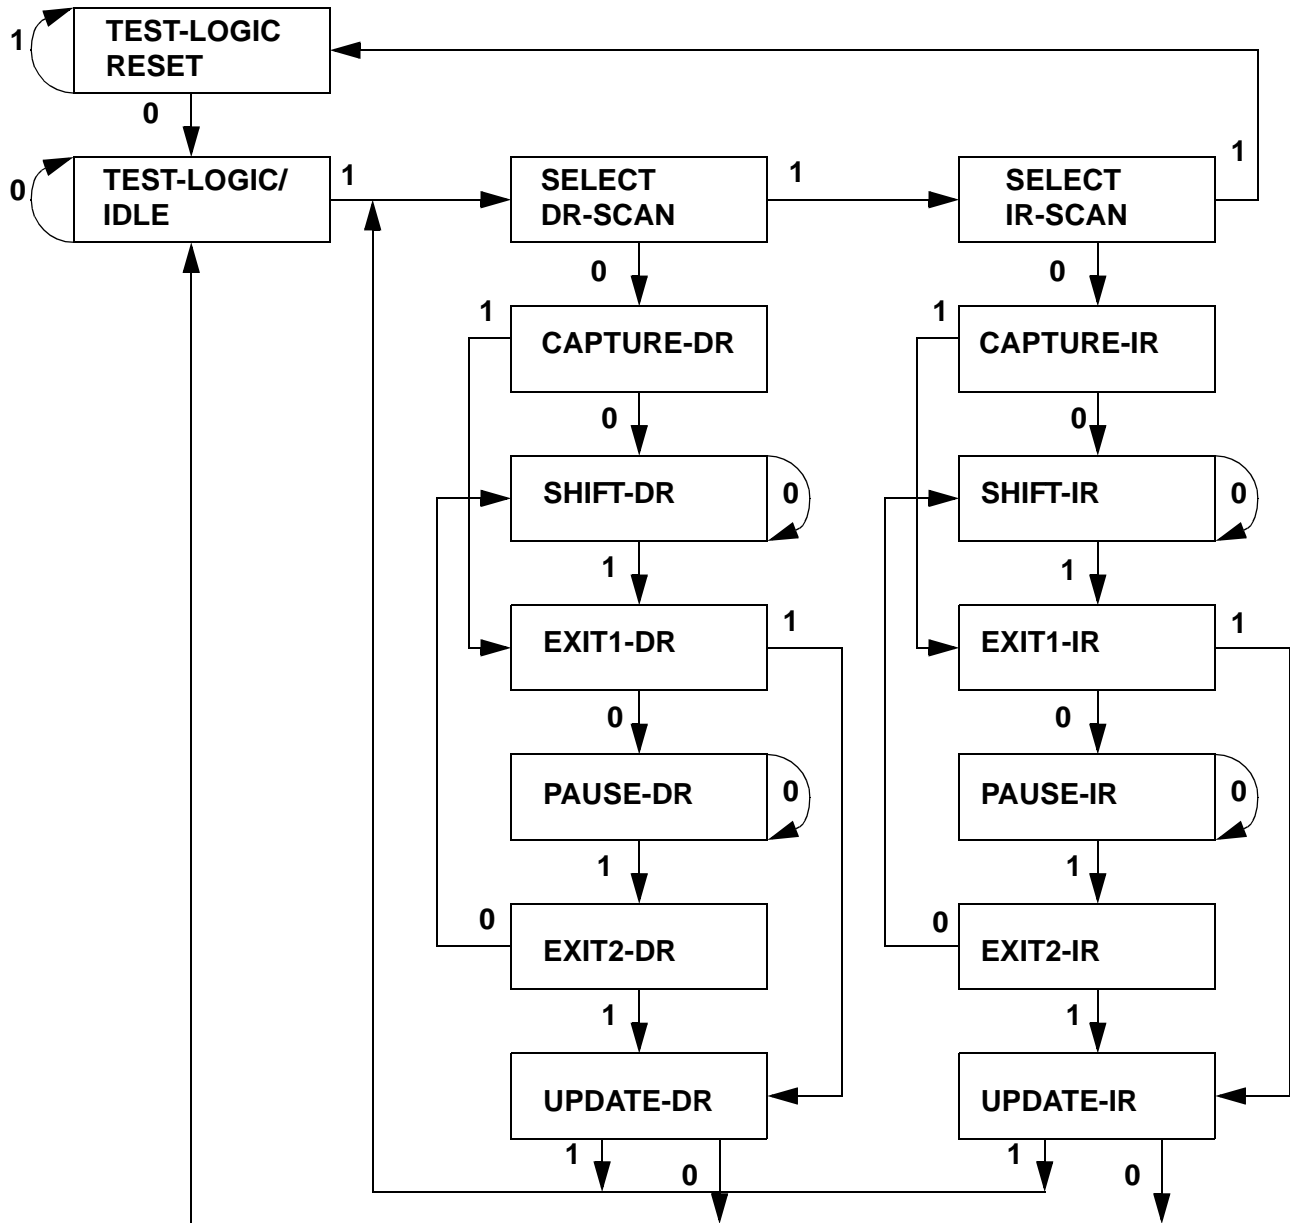 1
TEST-LOGIC
RESET
0
0
TEST-LOGIC/
IDLE
1
SELECT
DR-SCAN
1
SELECT
IR-SCAN
1
0
0
1
CAPTURE-DR
1
CAPTURE-IR
0
0
SHIFT-DR
0
SHIFT-IR
0
1
1
EXIT1-DR
1
EXIT1-IR
1
0
0
PAUSE-DR
0
PAUSE-IR
0
1
1
0
EXIT2-DR
0
EXIT2-IR
1
1
UPDATE-DR
UPDATE-IR
1
0
1
0